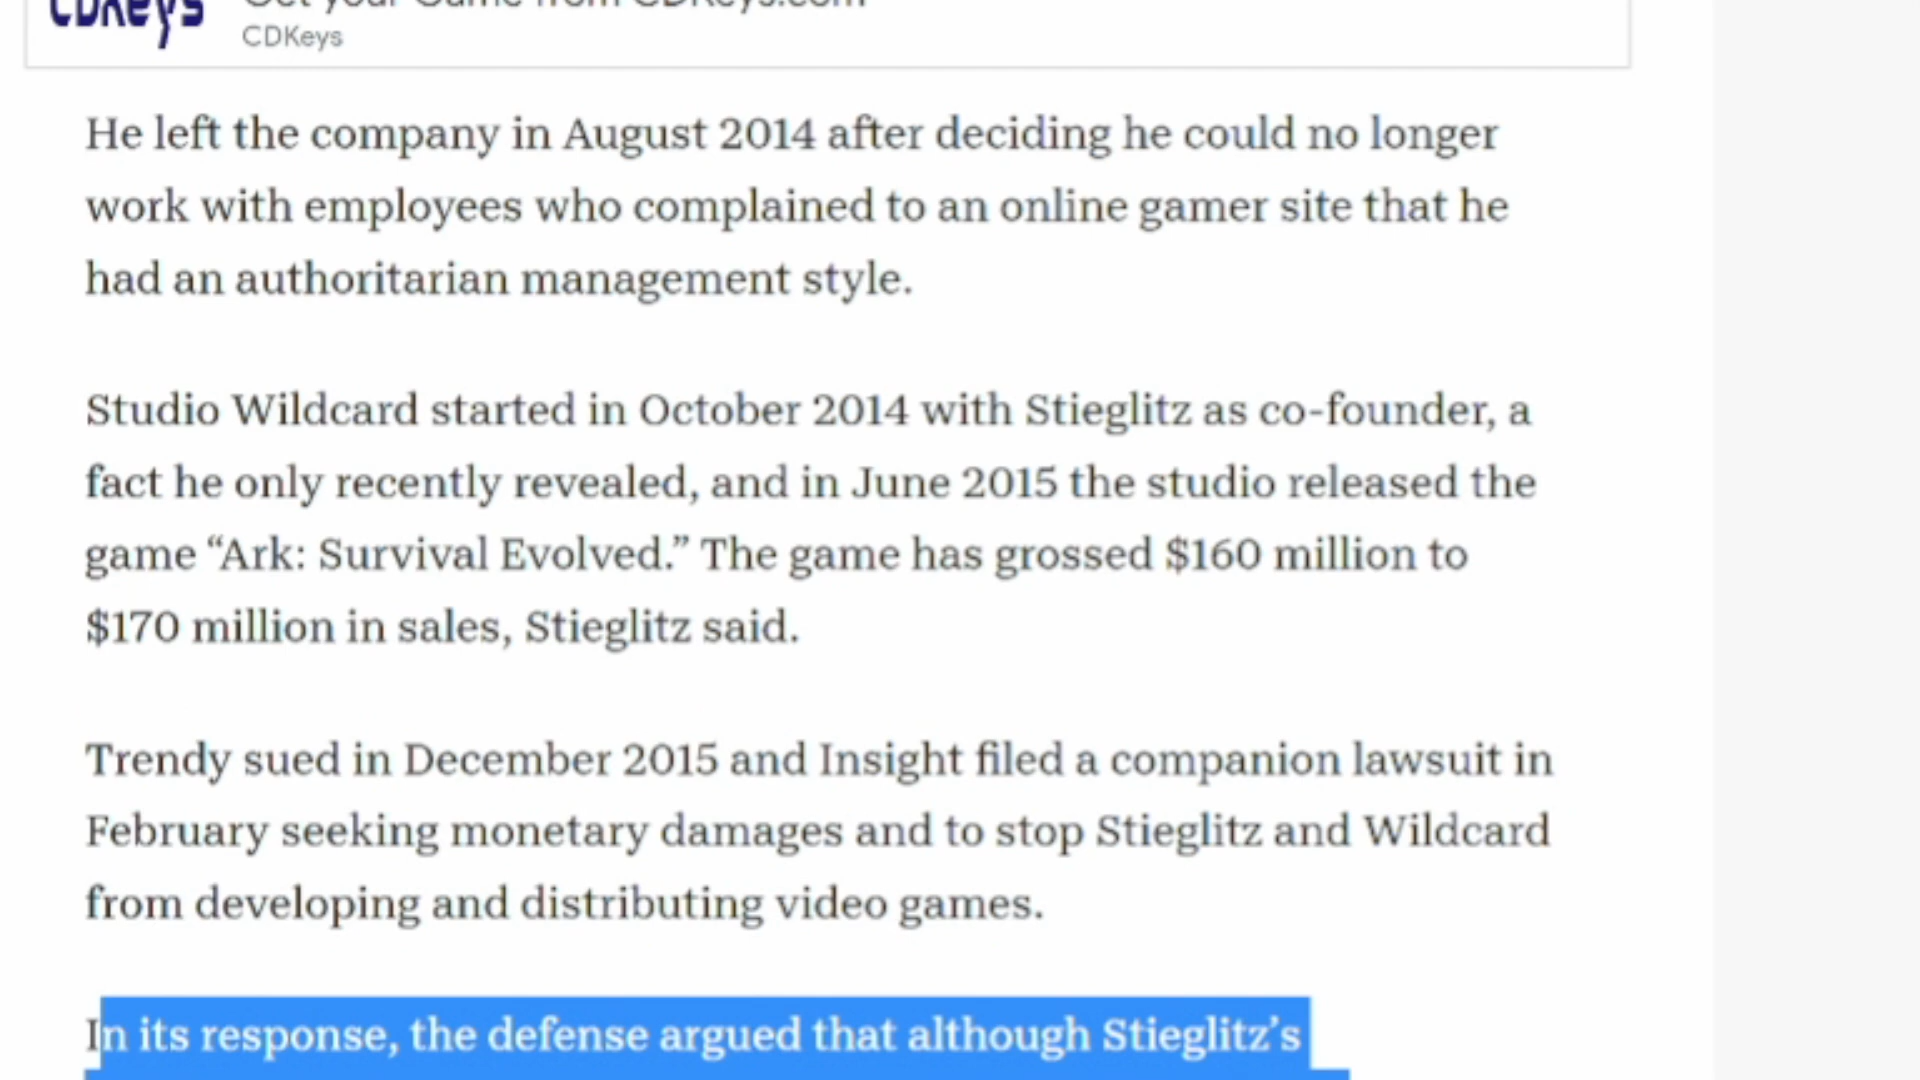 CDKeys
Get your Game from CDKeys.com
CDKeys
He left the company in August 2014 after deciding he could no longer
work with employees who complained to an online gamer site that he
had an authoritarian management style.
Studio Wildcard started in October 2014 with Stieglitz as co-founder, a
fact he only recently revealed, and in June 2015 the studio released the
game “Ark: Survival Evolved.” The game has grossed $160 million to
$170 million in sales, Stieglitz said.
Trendy sued in December 2015 and Insight filed a companion lawsuit in
February seeking monetary damages and to stop Stieglitz and Wildcard
from developing and distributing video games.
In its response, the defense argued that although Stieglitz’s